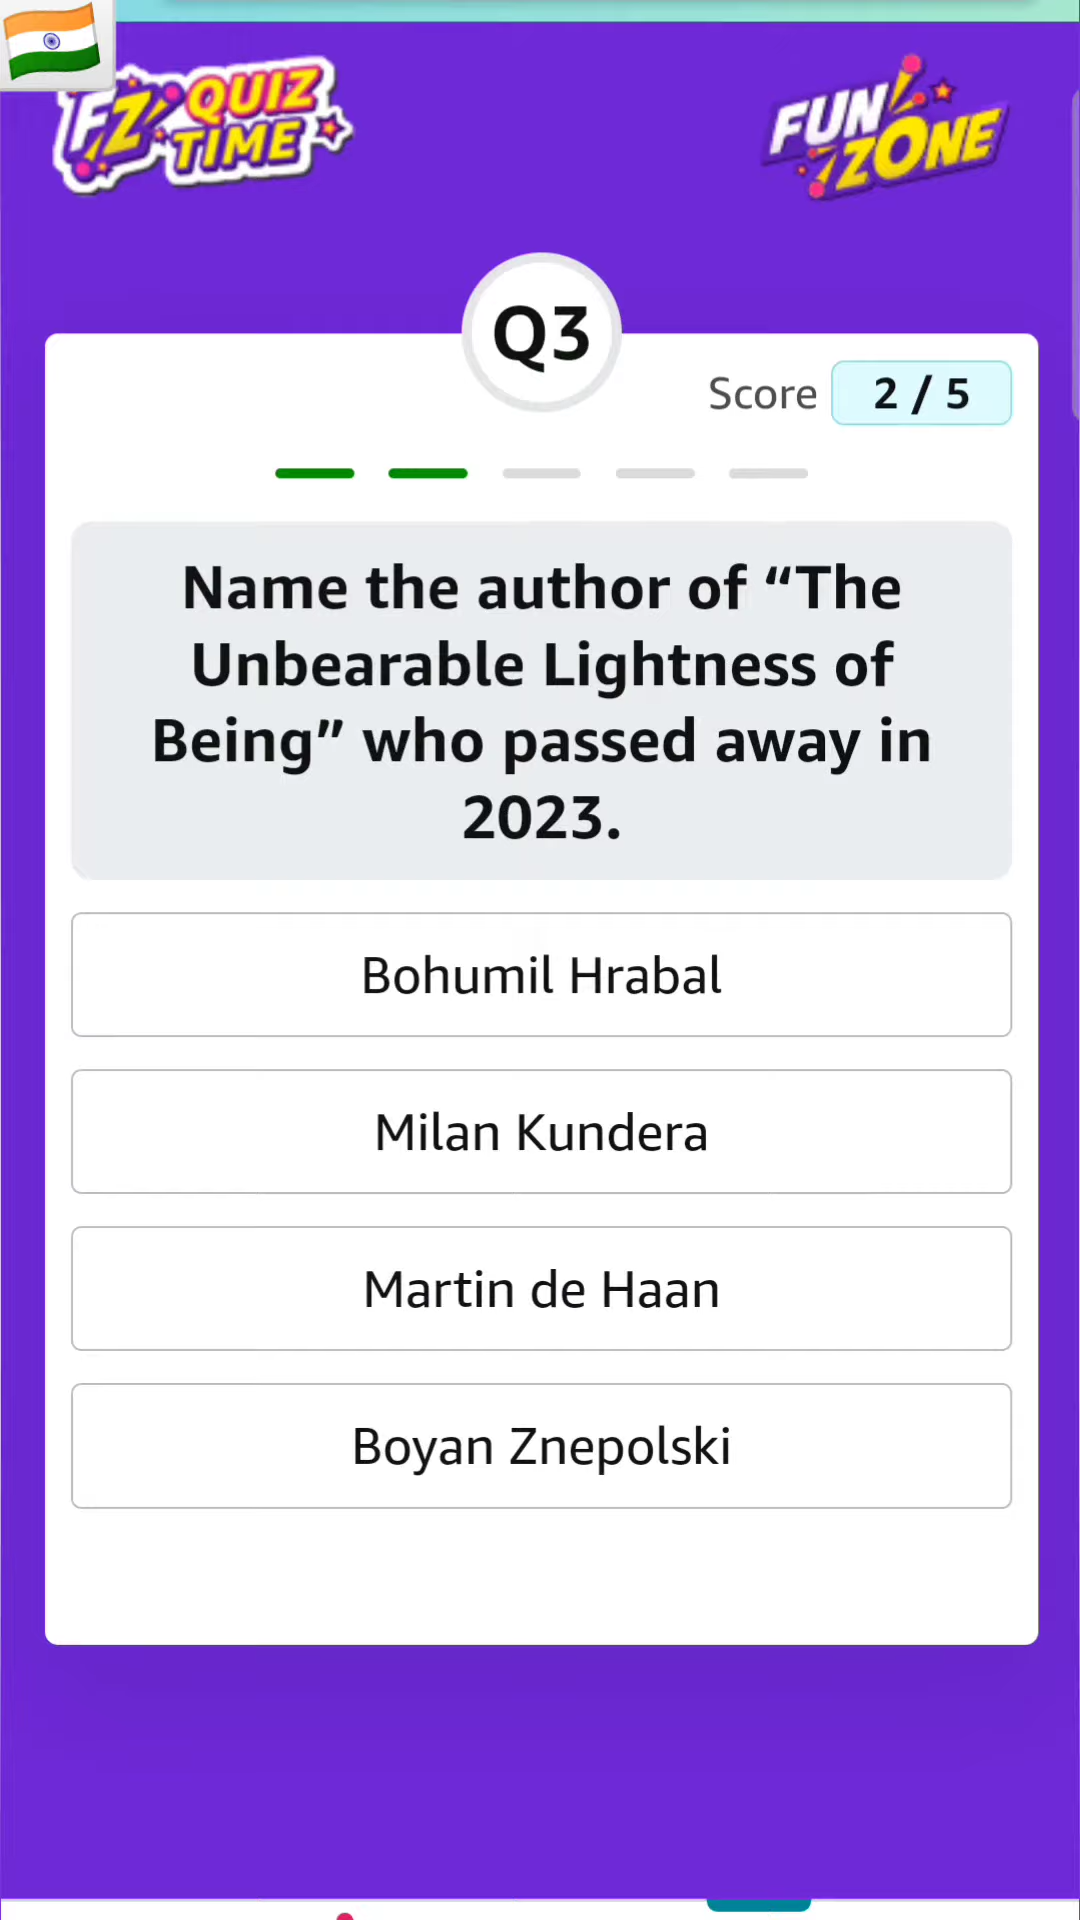 FZ QUIZ
TIME
FUN
ZONE
Q3
Score 2 / 5
Name the author of “The
Unbearable Lightness of
Being” who passed away in
2023.
Bohumil Hrabal
Milan Kundera
Martin de Haan
Boyan Znepolski